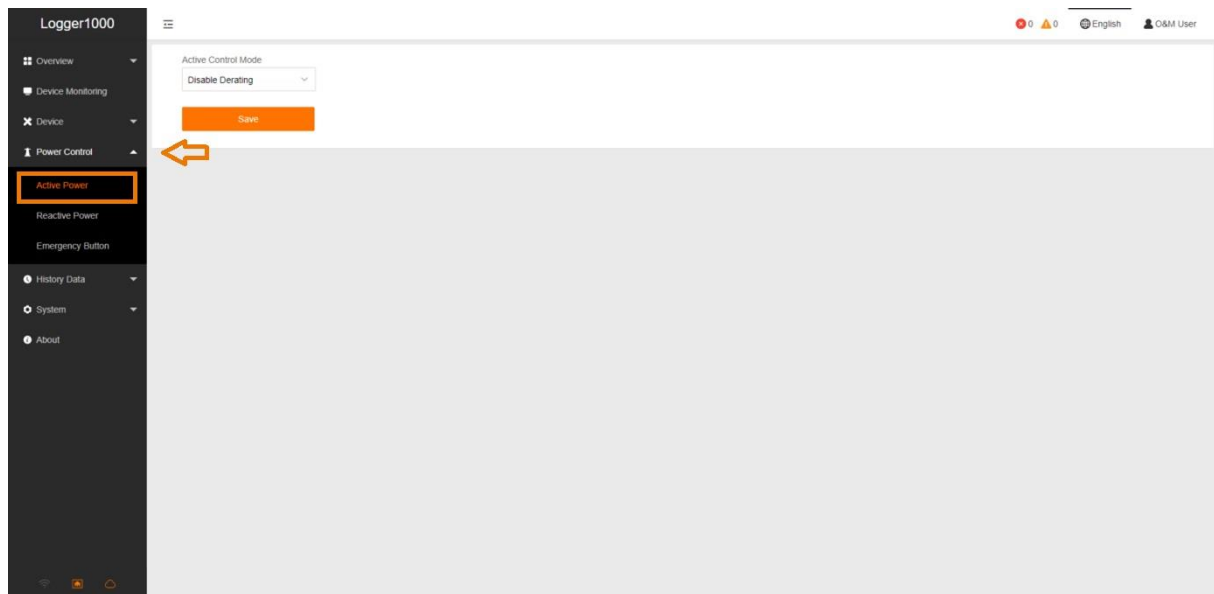 Logger1000
0 0 English O&M User
Overview
Device Monitoring
Device
Power Control
Active Power
Reactive Power
Emergency Button
History Data
System
About
Active Control Mode
Disable Derating
Save